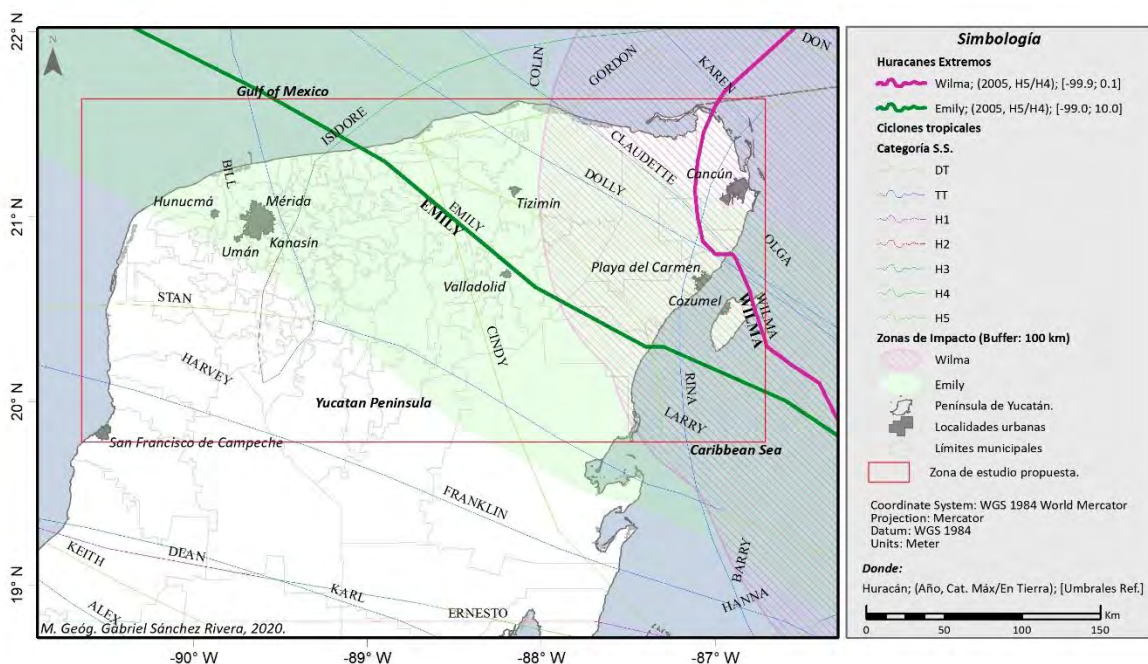 22° N
21° N
20° N
19° N
-90° W
-89° W
-88° W
-87° W
N
Gulf of Mexico
ISIDORE
COLIN
GORDON
KAREN
DON
BILL
CLAUDETTE
DOLLY
Cancún
Hunucmá
Mérida
Umán
Kanasín
EMILY
EMILY
Tizimín
Valladolid
Playa del Carmen
OLGA
Cozumel
WILMA
WILMA
STAN
CINDY
HARVEY
RINA
Yucatan Peninsula
LARRY
San Francisco de Campeche
Caribbean Sea
FRANKLIN
BARRY
HANNA
KEITH
DEAN
KARL
ALEX
ERNESTO
M. Geóg. Gabriel Sánchez Rivera, 2020.
Simbología
Huracanes Extremos
Wilma; (2005, H5/H4); [-99.9; 0.1]
Emily; (2005, H5/H4); [-99.0; 10.0]
Ciclones tropicales
Categoría S.S.
DT
TT
H1
H2
H3
H4
H5
Zonas de Impacto (Buffer: 100 km)
Wilma
Emily
Península de Yucatán.
Localidades urbanas
Límites municipales
Zona de estudio propuesta.
Coordinate System: WGS 1984 World Mercator
Projection: Mercator
Datum: WGS 1984
Units: Meter
Donde:
Huracán; (Año, Cat. Máx/En Tierra); [Umbrales Ref.]
Km
0 50 100 150